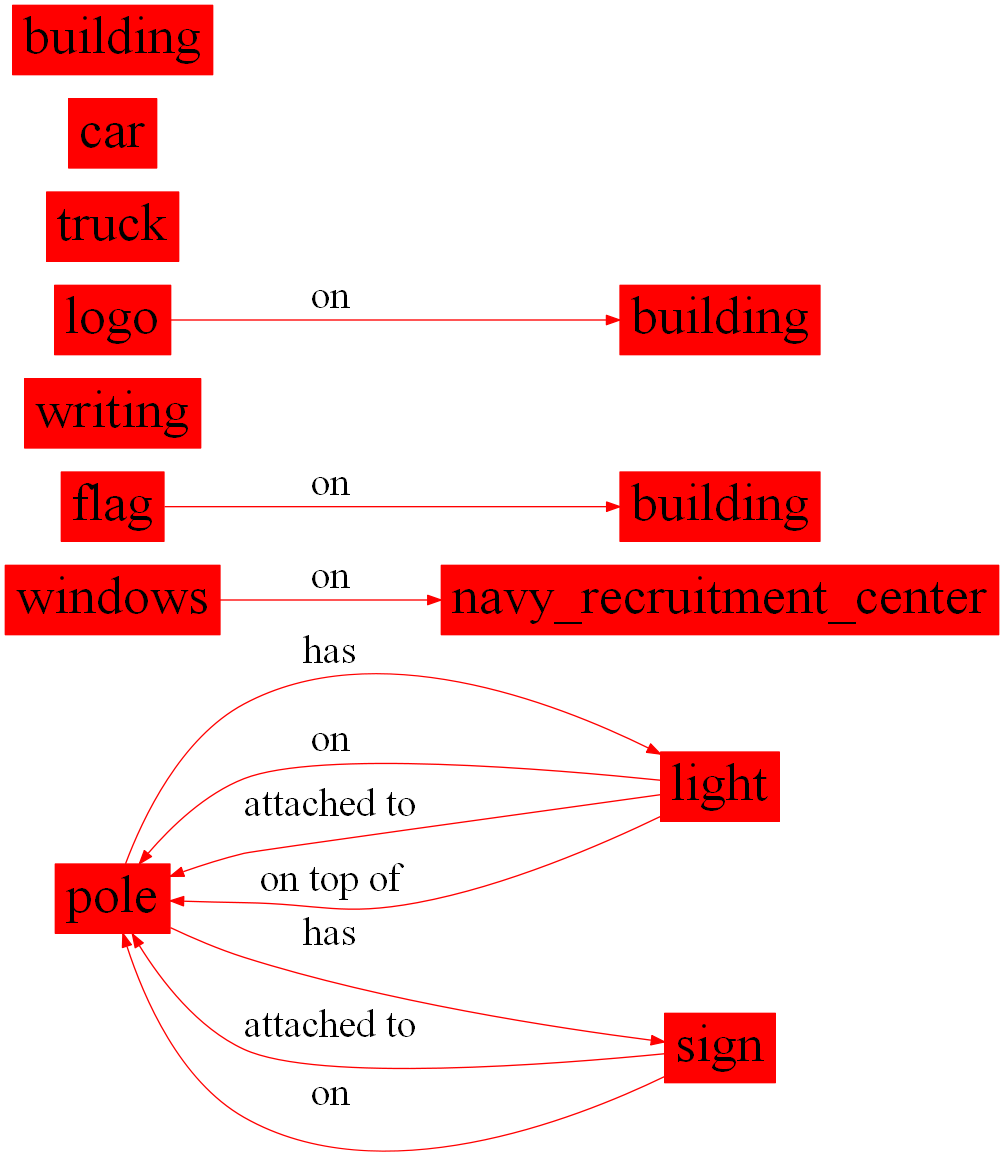 building
car
truck
logo on building
writing
flag on building
windows on navy_recruitment_center
has
on
light
attached to
pole
on top of
has
attached to
sign
on